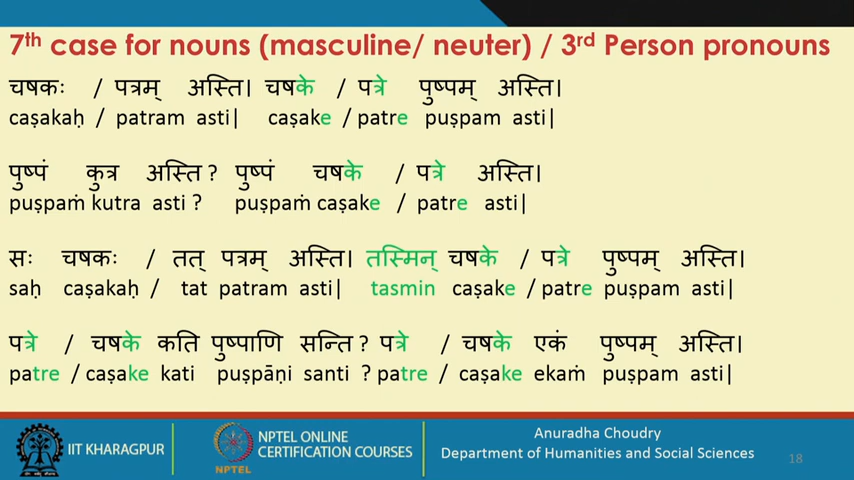 7th case for nouns (masculine/ neuter) / 3rd Person pronouns
चषकः / पत्रम् अस्ति। चषके / पत्रे पुष्पम् अस्ति।
caṣakaḥ / patram asti| caṣake / patre puṣpam asti|
पुष्पं कुत्र अस्ति ? पुष्पं चषके / पत्रे अस्ति।
puṣpaṁ kutra asti ? puṣpaṁ caṣake / patre asti|
सः चषकः / तत् पत्रम् अस्ति। तस्मिन् चषके / पत्रे पुष्पम् अस्ति।
saḥ caṣakaḥ / tat patram asti| tasmin caṣake / patre puṣpam asti|
पत्रे / चषके कति पुष्पाणि सन्ति ? पत्रे / चषके एकं पुष्पम् अस्ति।
patre / caṣake kati puṣpāṇi santi ? patre / caṣake ekaṁ puṣpam asti|
IIT KHARAGPUR
NPTEL
NPTEL ONLINE
CERTIFICATION COURSES
Anuradha Choudry
Department of Humanities and Social Sciences
18